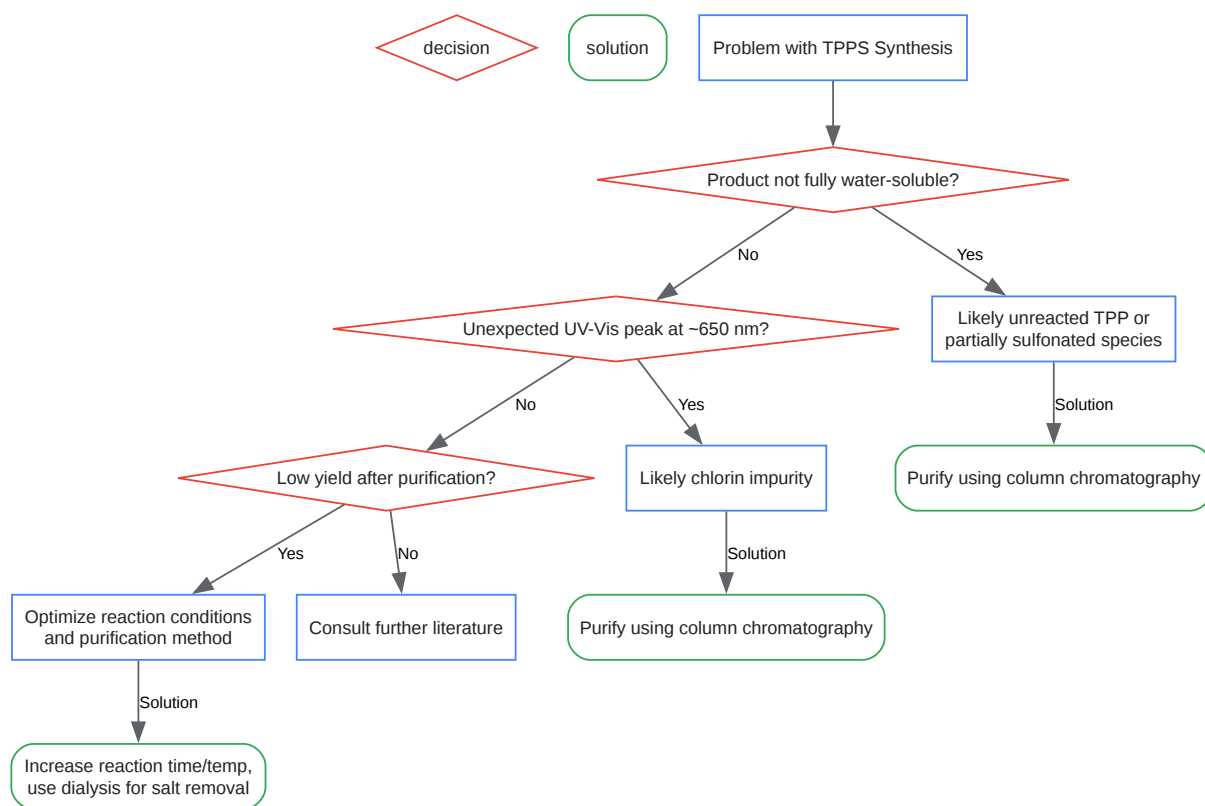 decision
solution
Problem with TPPS Synthesis
Product not fully water-soluble?
No
Yes
Unexpected UV-Vis peak at ~650 nm?
Likely unreacted TPP or
partially sulfonated species
No
Yes
Solution
Low yield after purification?
Likely chlorin impurity
Purify using column chromatography
Yes
No
Solution
Optimize reaction conditions
and purification method
Consult further literature
Purify using column chromatography
Solution
Increase reaction time/temp,
use dialysis for salt removal